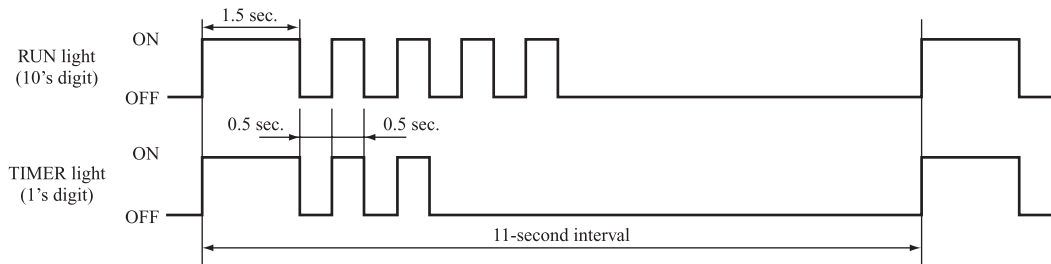 1.5 sec.
ON
RUN light
(10's digit)
OFF
0.5 sec.
0.5 sec.
ON
TIMER light
(1's digit)
OFF
11-second interval